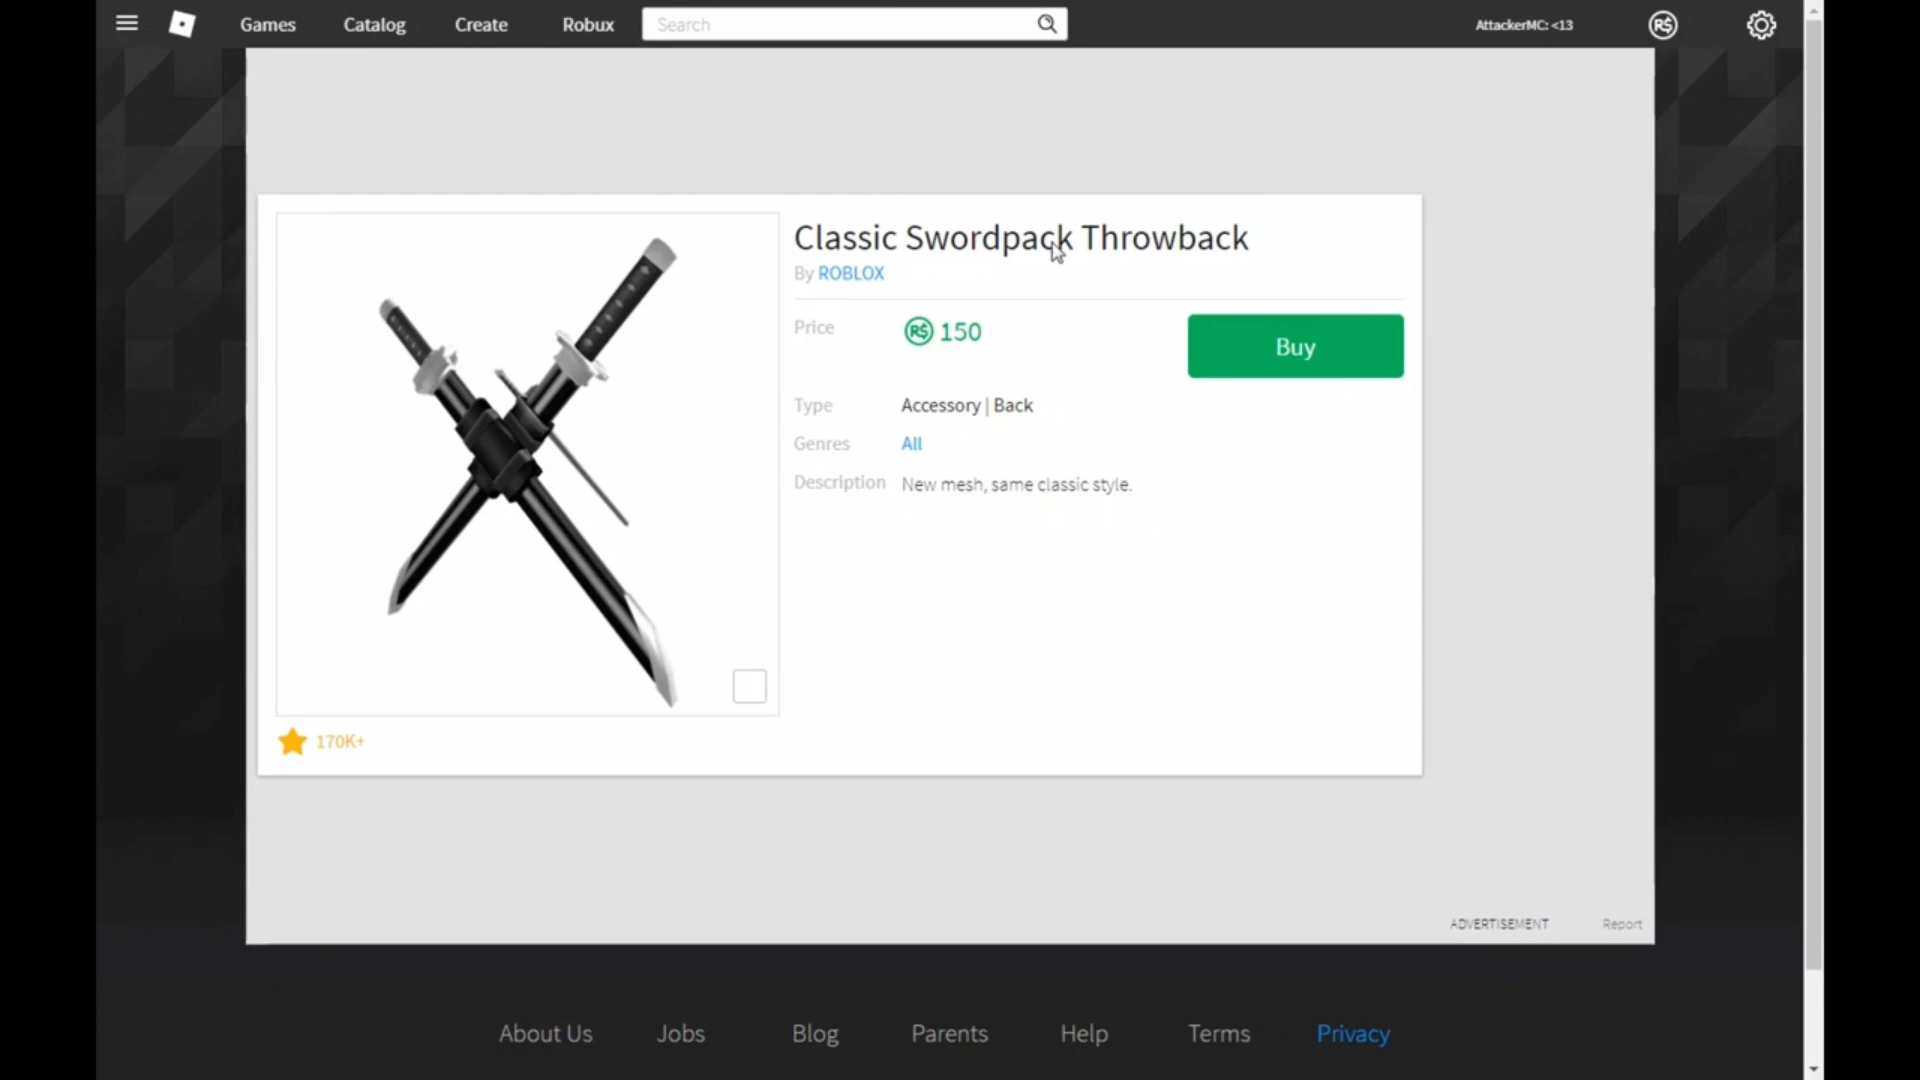 Games Catalog Create Robux Search AttackerMC: <13 R$
Classic Swordpack Throwback
By ROBLOX
Price R$ 150 Buy
Type Accessory | Back
Genres All
Description New mesh, same classic style.
170K+
ADVERTISEMENT Report
About Us Jobs Blog Parents Help Terms Privacy